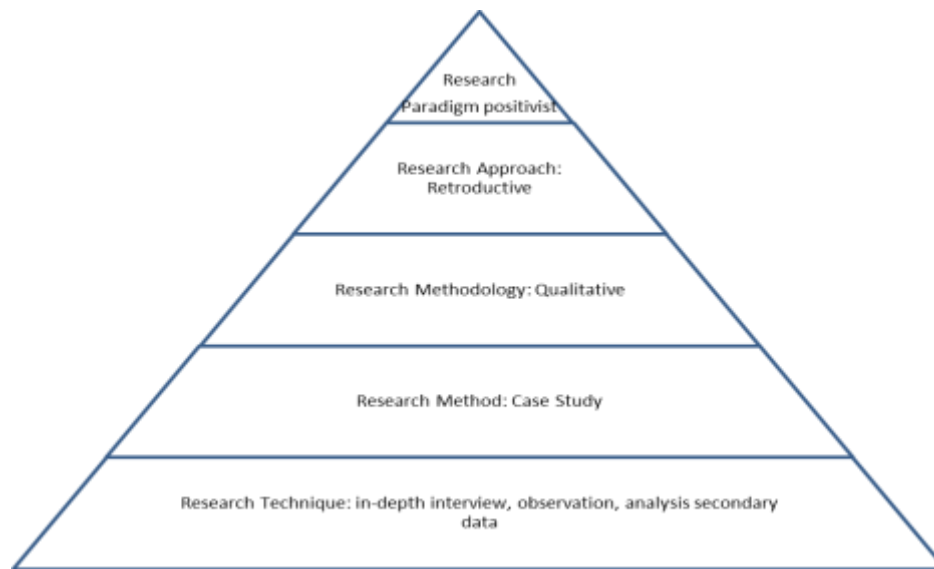 Research
Paradigm positivist
Research Approach:
Retroductive
Research Methodology: Qualitative
Research Method: Case Study
Research Technique: in-depth interview, observation, analysis secondary
data